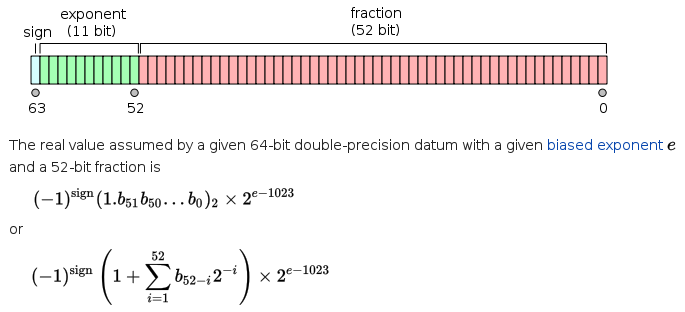 exponent fraction
sign (11 bit) (52 bit)
63 52 0
The real value assumed by a given 64-bit double-precision datum with a given biased exponent e
and a 52-bit fraction is
(−1)^sign (1.b₅₁b₅₀…b₀)₂ × 2^(e−1023)
or
(−1)^sign (1 + ∑_{i=1}^{52} b_{52−i} 2^{−i}) × 2^(e−1023)